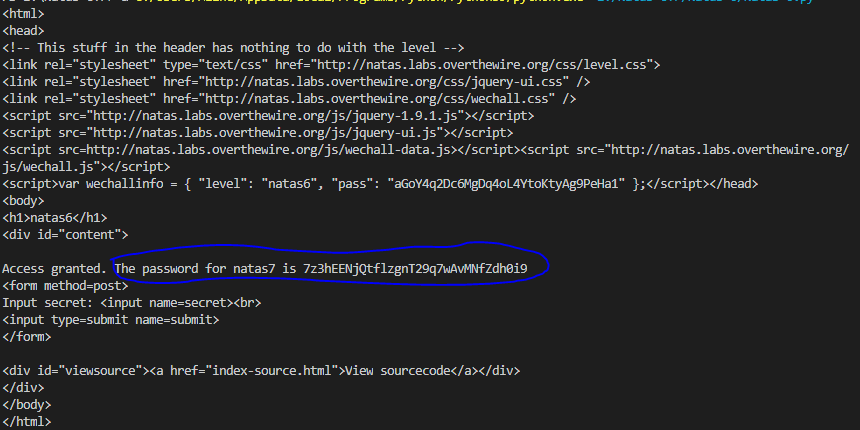 <html>
<head>
<!-- This stuff in the header has nothing to do with the level -->
<link rel="stylesheet" type="text/css" href="http://natas.labs.overthewire.org/css/level.css">
<link rel="stylesheet" href="http://natas.labs.overthewire.org/css/jquery-ui.css" />
<link rel="stylesheet" href="http://natas.labs.overthewire.org/css/wechall.css" />
<script src="http://natas.labs.overthewire.org/js/jquery-1.9.1.js"></script>
<script src="http://natas.labs.overthewire.org/js/jquery-ui.js"></script>
<script src=http://natas.labs.overthewire.org/js/wechall-data.js></script><script src="http://natas.labs.overthewire.org/
js/wechall.js"></script>
<script>var wechallinfo = { "level": "natas6", "pass": "aGoY4q2Dc6MgDq4oL4YtoKtyAg9PeHa1" };</script></head>
<body>
<h1>natas6</h1>
<div id="content">
Access granted. The password for natas7 is 7z3hEENjQtflzgnT29q7wAvMNfZdh0i9
<form method=post>
Input secret: <input name=secret><br>
<input type=submit name=submit>
</form>
<div id="viewsource"><a href="index-source.html">View sourcecode</a></div>
</div>
</body>
</html>